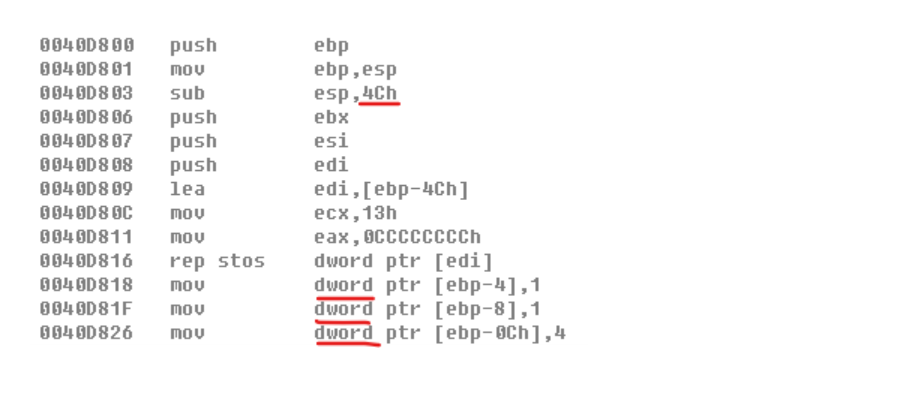 0040D800 push ebp
0040D801 mov ebp,esp
0040D803 sub esp,4Ch
0040D806 push ebx
0040D807 push esi
0040D808 push edi
0040D809 lea edi,[ebp-4Ch]
0040D80C mov ecx,13h
0040D811 mov eax,0CCCCCCCCh
0040D816 rep stos dword ptr [edi]
0040D818 mov dword ptr [ebp-4],1
0040D81F mov dword ptr [ebp-8],1
0040D826 mov dword ptr [ebp-0Ch],4